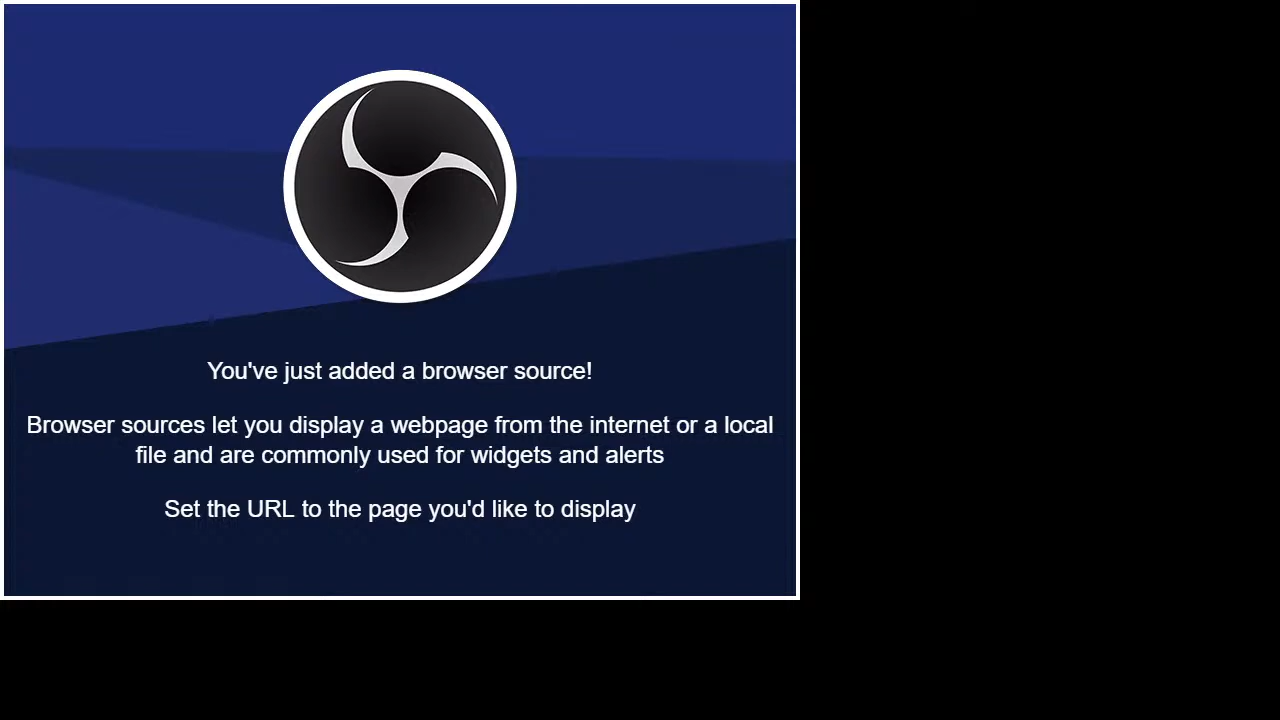 You've just added a browser source!
Browser sources let you display a webpage from the internet or a local
file and are commonly used for widgets and alerts
Set the URL to the page you'd like to display